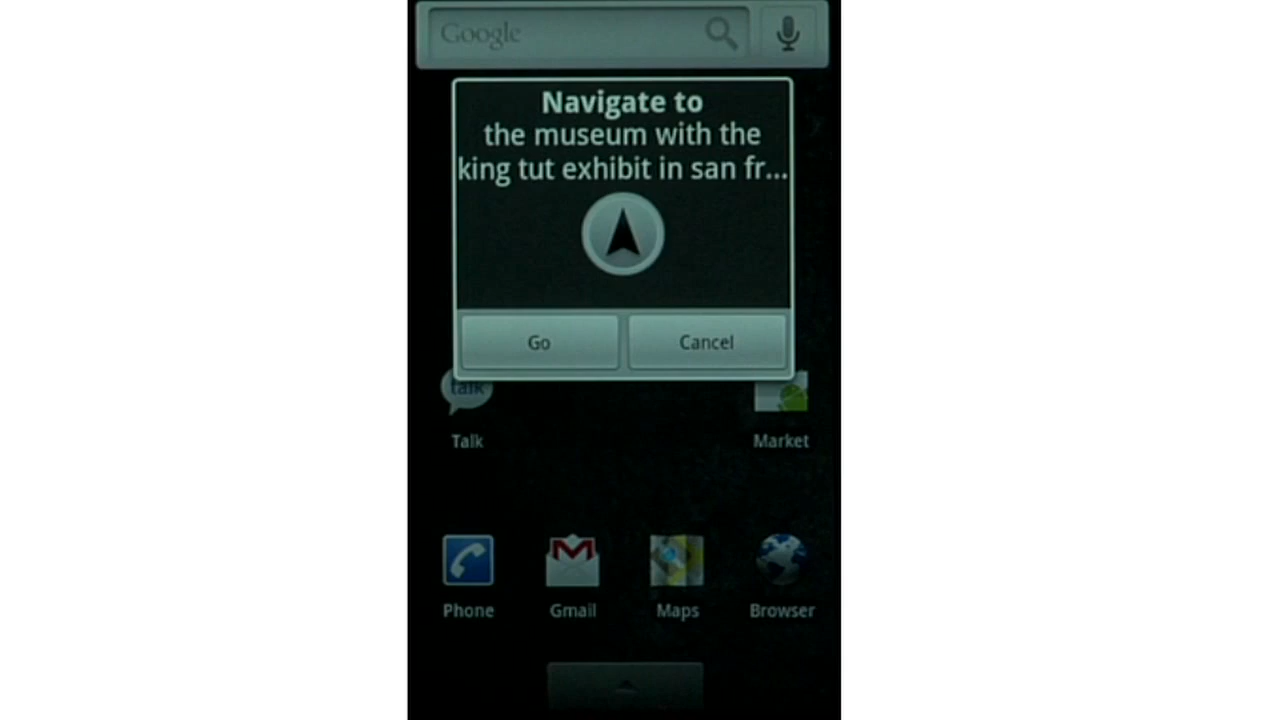 Google
Navigate to
the museum with the
king tut exhibit in san fr...
Go
Cancel
talk
Talk
Market
Phone
Gmail
Maps
Browser